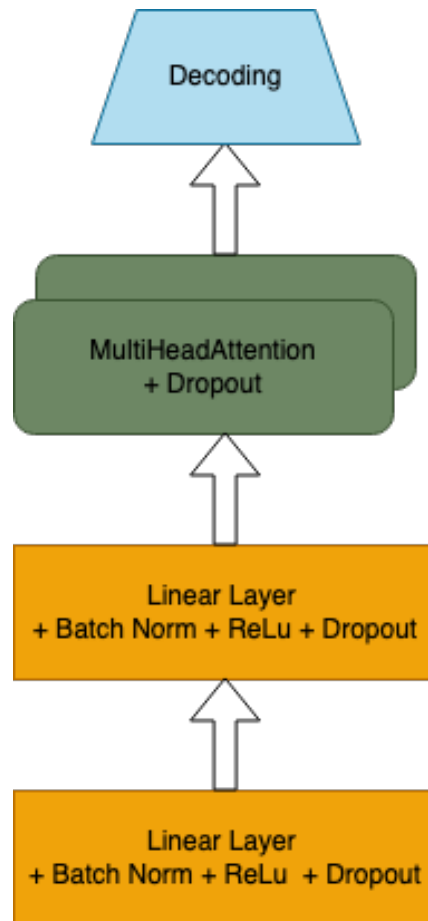 Decoding
MultiHeadAttention
+ Dropout
Linear Layer
+ Batch Norm + ReLu + Dropout
Linear Layer
+ Batch Norm + ReLu + Dropout